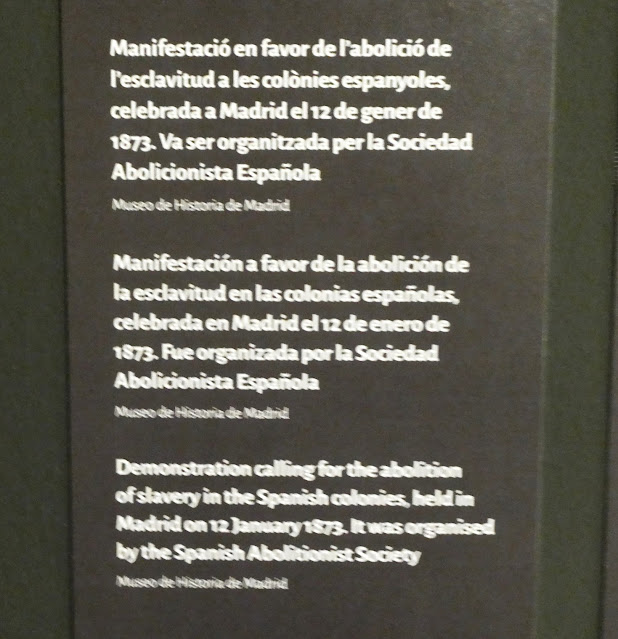 Manifestació en favor de l'abolició de
l'esclavitud a les colònies espanyoles,
celebrada a Madrid el 12 de gener de
1873. Va ser organitzada per la Sociedad
Abolicionista Española
Museo de Historia de Madrid
Manifestación a favor de la abolición de
la esclavitud en las colonias españolas,
celebrada en Madrid el 12 de enero de
1873. Fue organizada por la Sociedad
Abolicionista Española
Museo de Historia de Madrid
Demonstration calling for the abolition
of slavery in the Spanish colonies, held in
Madrid on 12 January 1873. It was organised
by the Spanish Abolitionist Society
Museo de Historia de Madrid